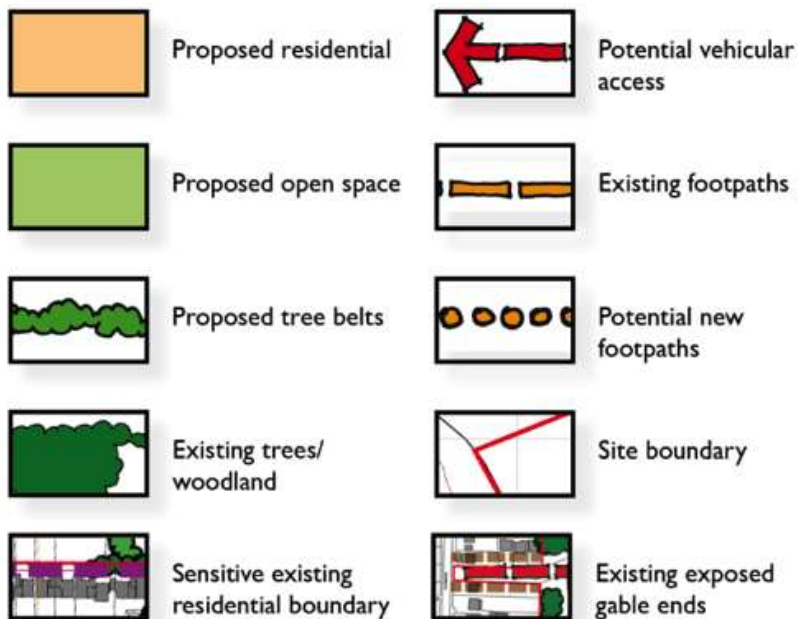 Proposed residential
Potential vehicular
access
Proposed open space
Existing footpaths
Proposed tree belts
Potential new
footpaths
Existing trees/
woodland
Site boundary
Sensitive existing
residential boundary
Existing exposed
gable ends